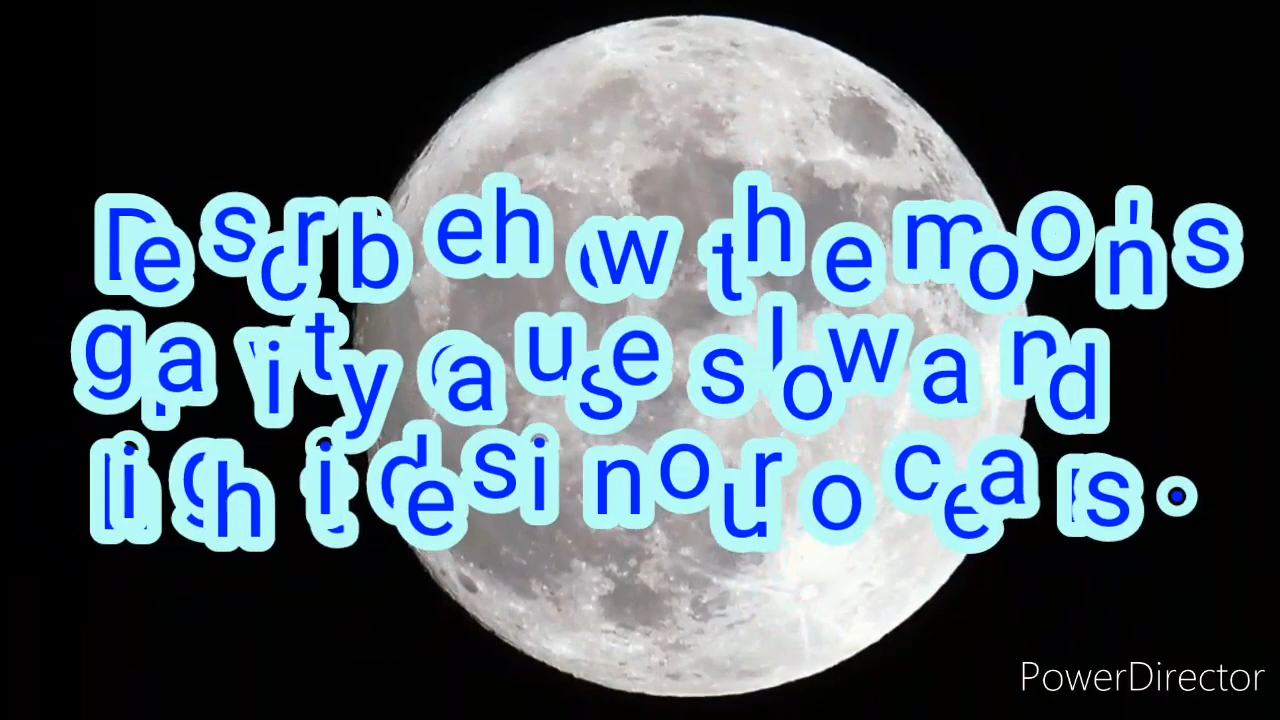 Describe how the moon's
gravity causes low and
high tides in our oceans.
PowerDirector